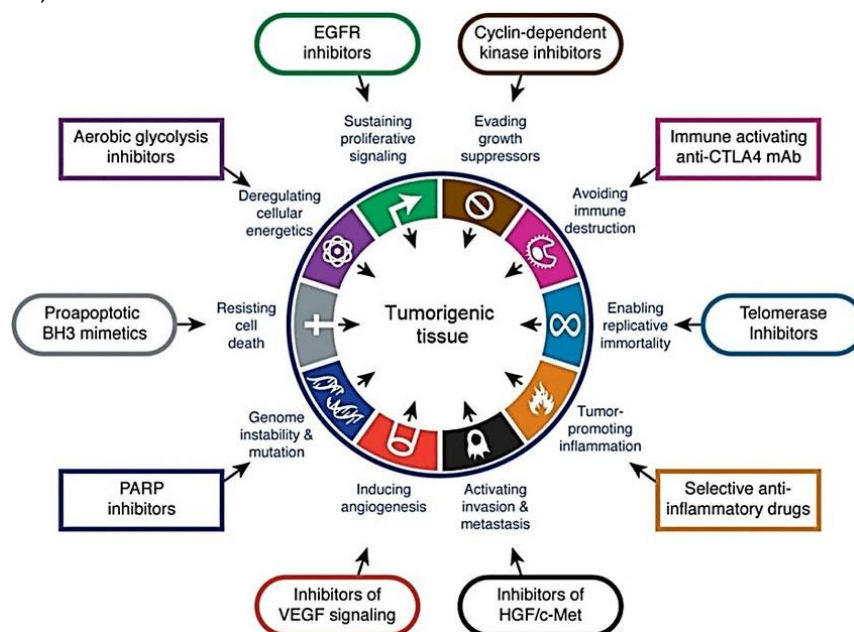 EGFR
inhibitors
Cyclin-dependent
kinase inhibitors
Sustaining
proliferative
signaling
Evading
growth
suppressors
Aerobic glycolysis
inhibitors
Immune activating
anti-CTLA4 mAb
Deregulating
cellular
energetics
Avoiding
immune
destruction
Proapoptotic
BH3 mimetics
Resisting
cell
death
Tumorigenic
tissue
Enabling
replicative
immortality
Telomerase
Inhibitors
Genome
instability &
mutation
Tumor-
promoting
inflammation
PARP
inhibitors
Inducing
angiogenesis
Activating
invasion &
metastasis
Selective anti-
inflammatory drugs
Inhibitors of
VEGF signaling
Inhibitors of
HGF/c-Met